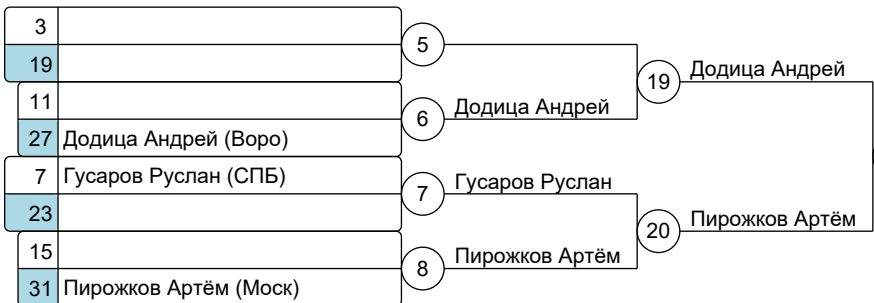 3
19
5
11
27 Додица Андрей (Воро)
6 Додица Андрей
19 Додица Андрей
7 Гусаров Руслан (СПБ)
23
7 Гусаров Руслан
15
31 Пирожков Артём (Моск)
8 Пирожков Артём
20 Пирожков Артём